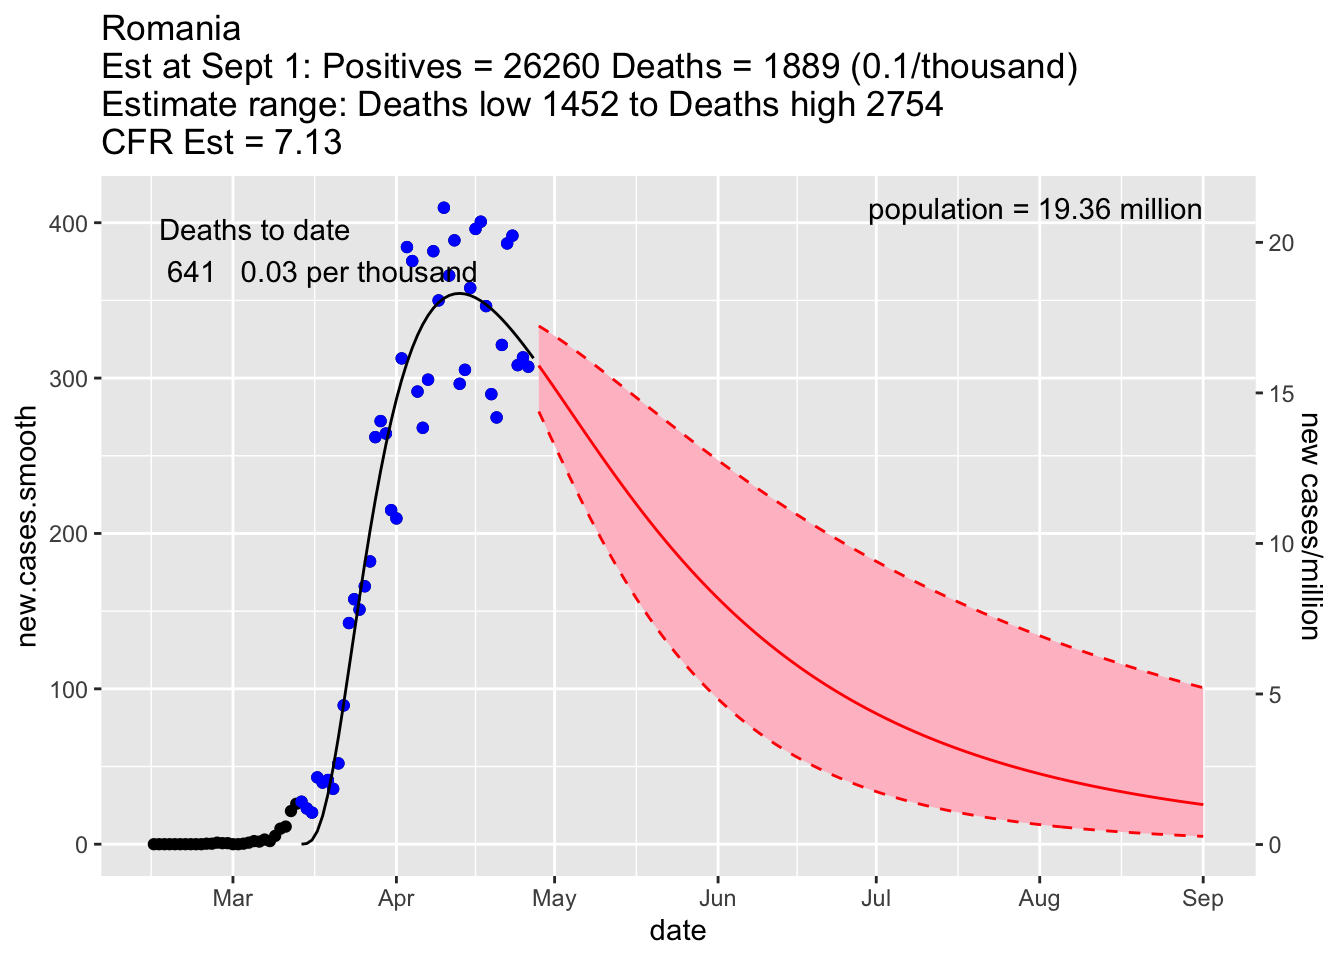 Romania
Est at Sept 1: Positives = 26260 Deaths = 1889 (0.1/thousand)
Estimate range: Deaths low 1452 to Deaths high 2754
CFR Est = 7.13
Deaths to date
641 0.03 per thousand
population = 19.36 million
400
300
200
100
0
new.cases.smooth
20
15
10
5
0
new cases/million
Mar Apr May Jun Jul Aug Sep
date